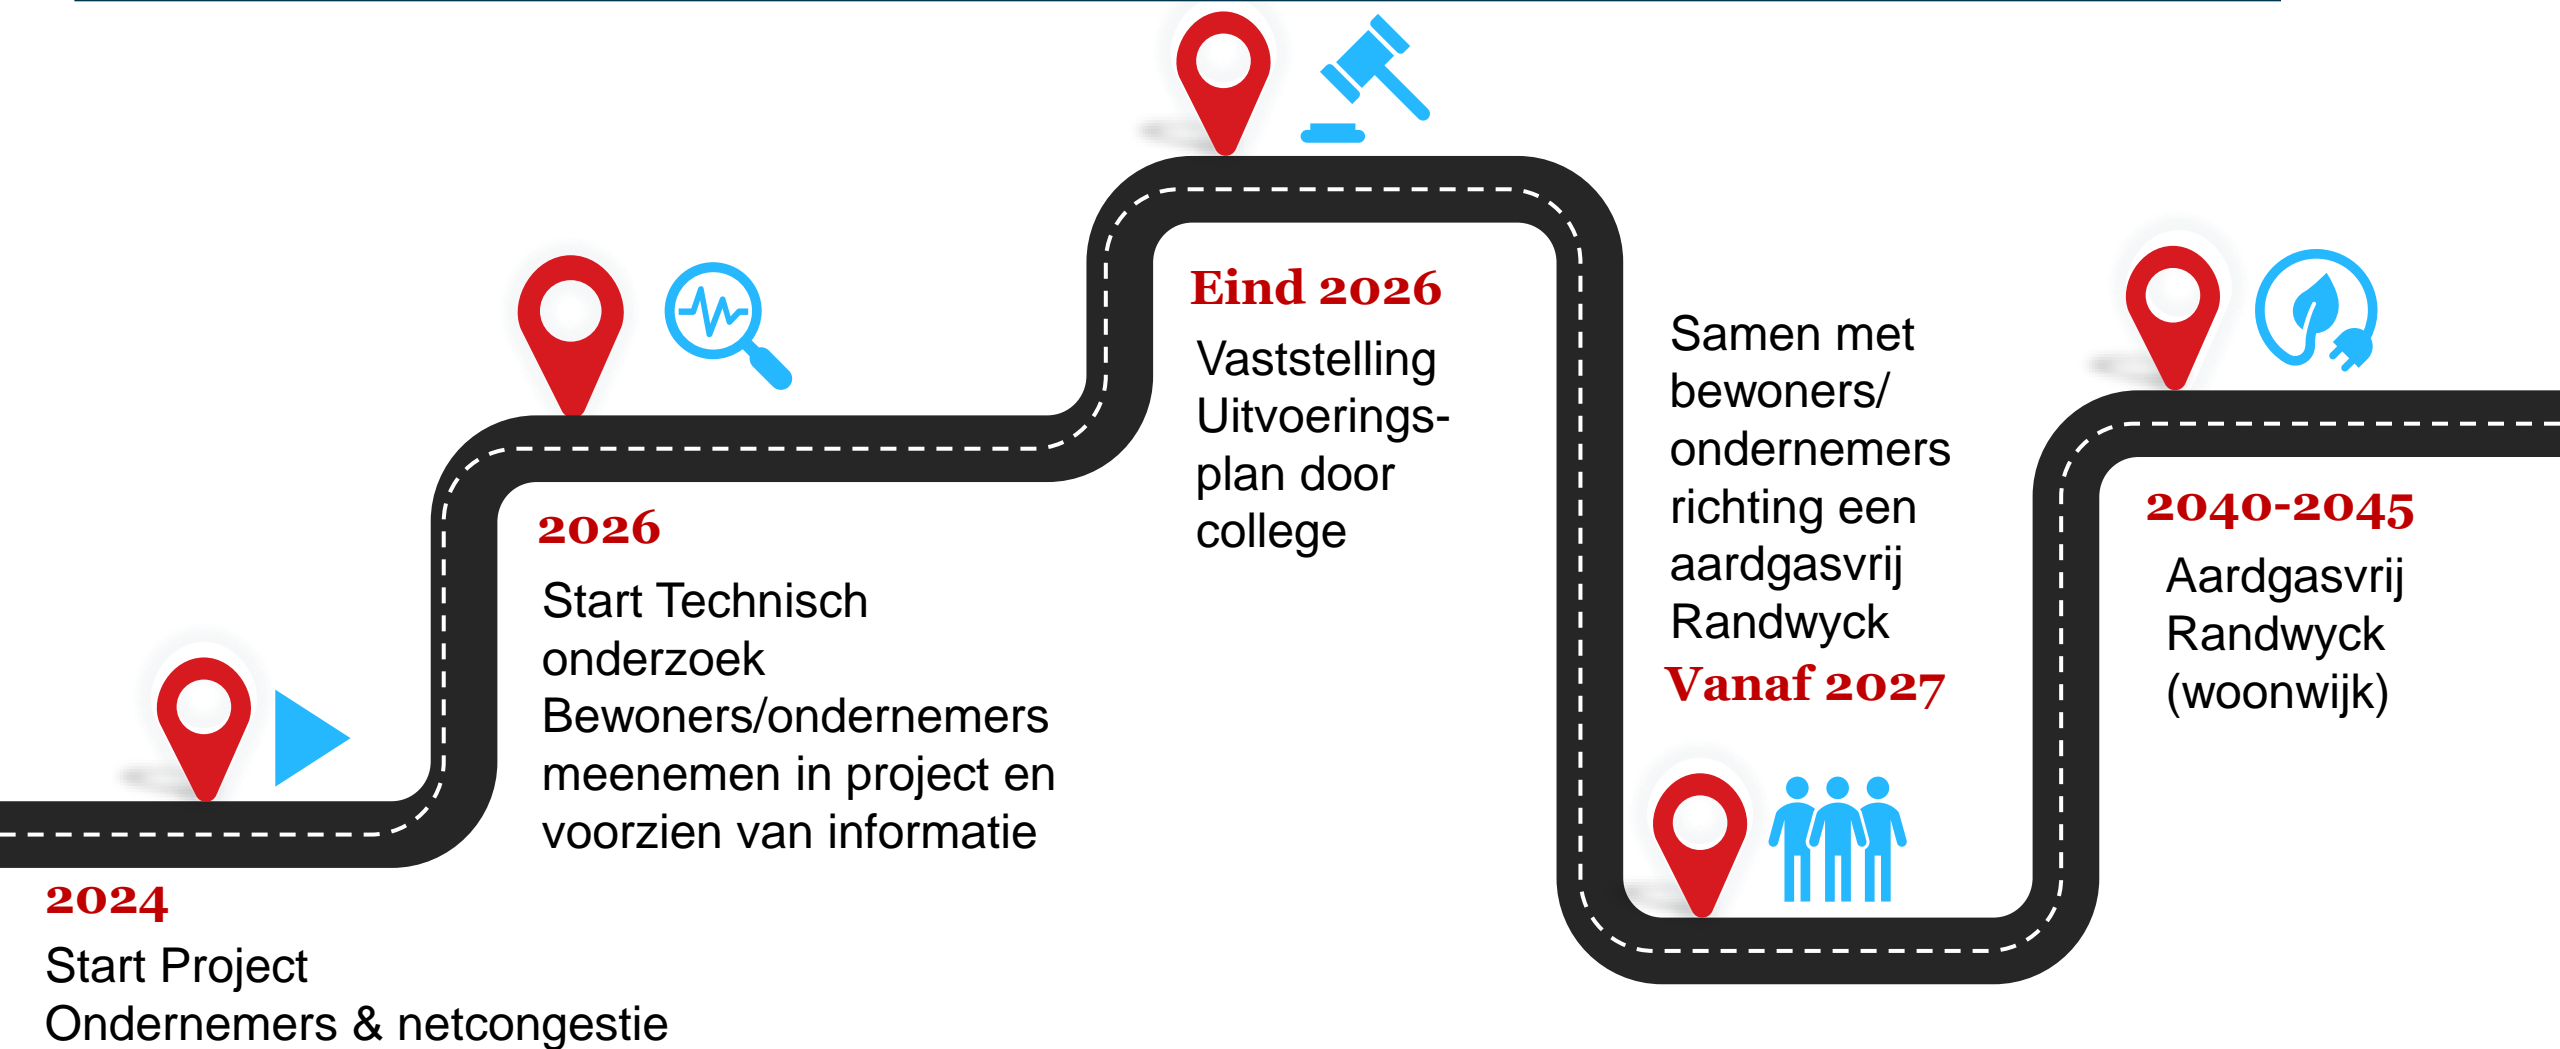 2024
Start Project
Ondernemers & netcongestie
2026
Start Technisch
onderzoek
Bewoners/ondernemers
meenemen in project en
voorzien van informatie
Eind 2026
Vaststelling
Uitvoerings-
plan door
college
Samen met
bewoners/
ondernemers
richting een
aardgasvrij
Randwyck
Vanaf 2027
2040-2045
Aardgasvrij
Randwyck
(woonwijk)